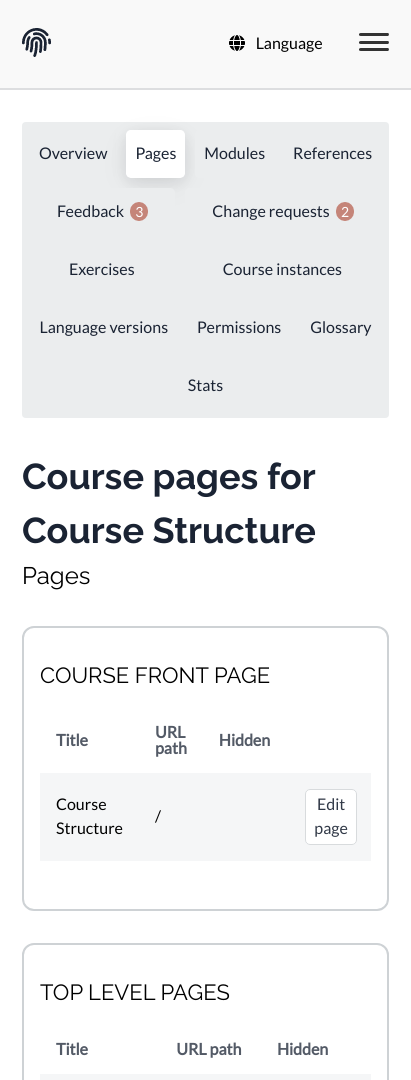 Language
Overview Pages Modules References
Feedback 3 Change requests 2
Exercises Course instances
Language versions Permissions Glossary
Stats
Course pages for
Course Structure
Pages
COURSE FRONT PAGE
Title URL path Hidden
Course Structure / Edit page
TOP LEVEL PAGES
Title URL path Hidden